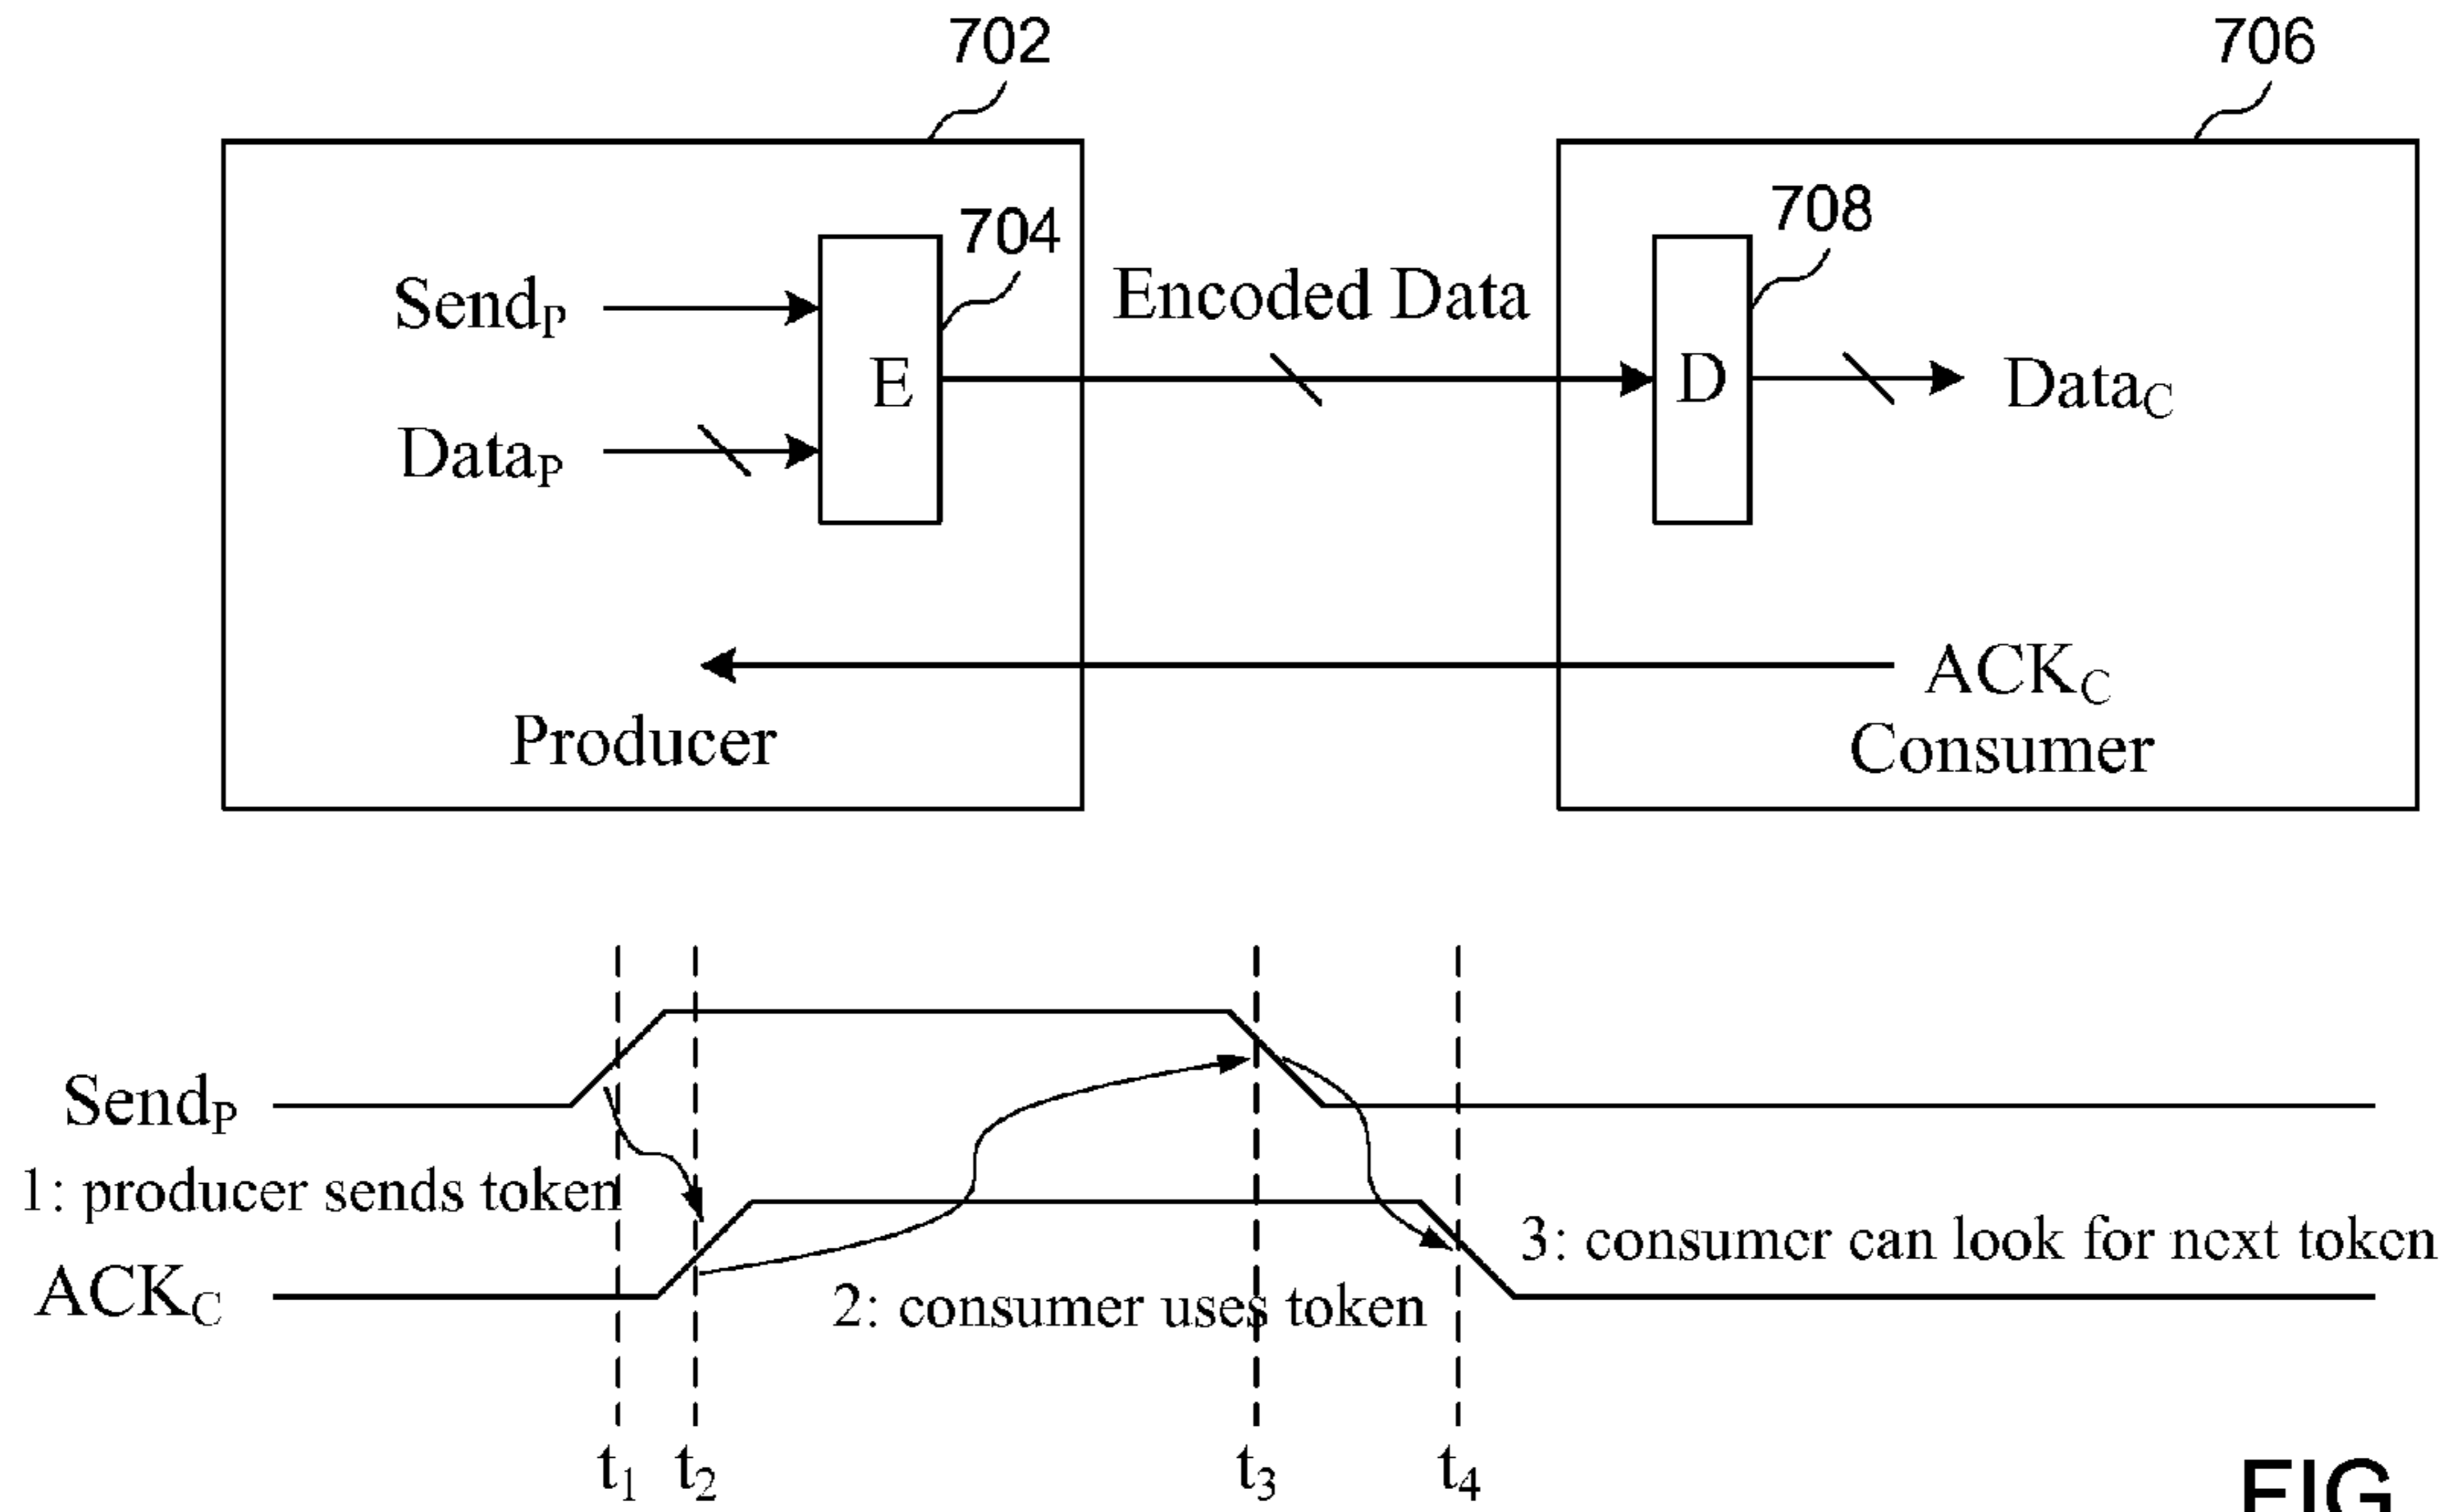 702
706
704
708
Send_P
Encoded Data
E
D
Data_C
Data_P
ACK_C
Producer
Consumer
Send_P
1: producer sends token
3: consumer can look for next token
ACK_C
2: consumer uses token
t_1 t_2 t_3 t_4
FIG